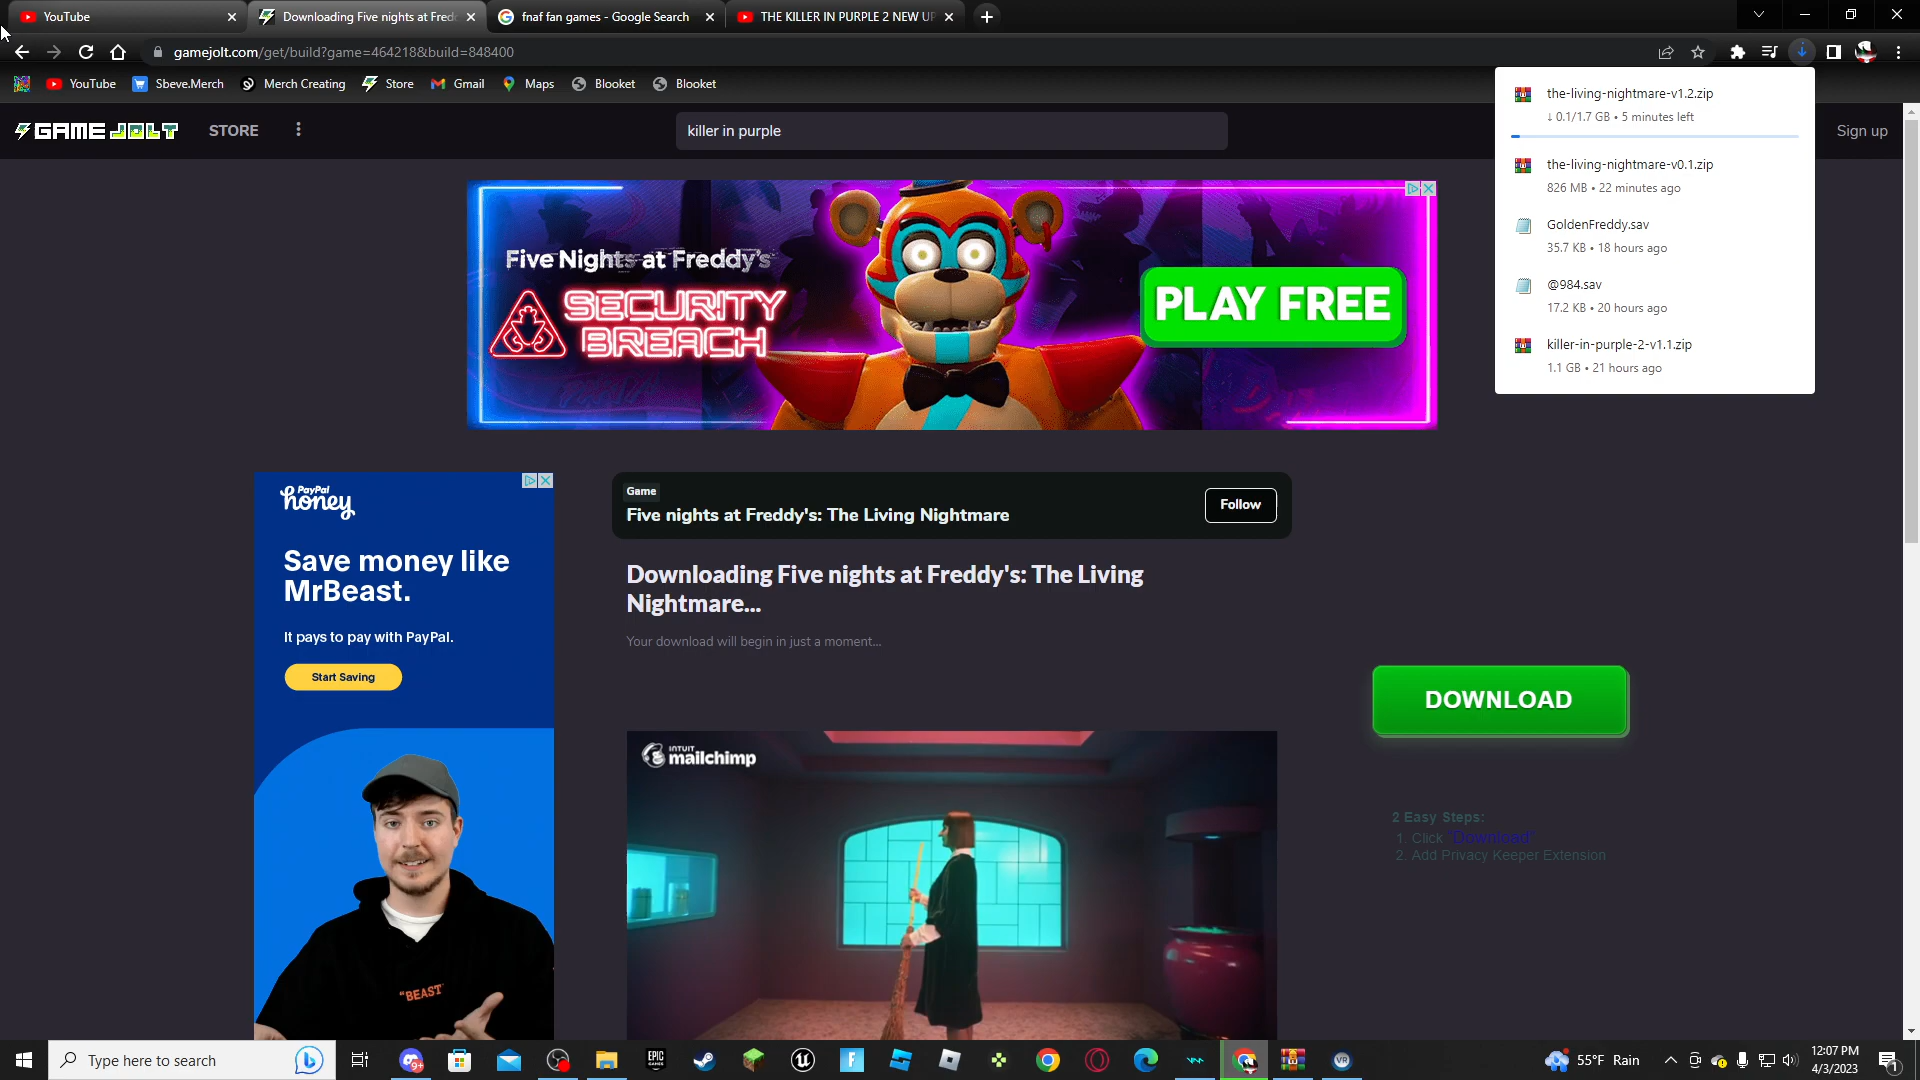 YouTube
Downloading Five nights at Fredd
fnaf fan games - Google Search
THE KILLER IN PURPLE 2 NEW UP
gamejolt.com/get/build?game=464218&build=848400
YouTube
Sbeve.Merch
Merch Creating
Store
Gmail
Maps
Blooket
Blooket
the-living-nightmare-v1.2.zip
↓ 0.1/1.7 GB • 5 minutes left
the-living-nightmare-v0.1.zip
826 MB • 22 minutes ago
GoldenFreddy.sav
35.7 KB • 18 hours ago
@984.sav
17.2 KB • 20 hours ago
killer-in-purple-2-v1.1.zip
1.1 GB • 21 hours ago
GAME JOLT
STORE
killer in purple
Sign up
Five Nights at Freddy's
SECURITY
BREACH
PLAY FREE
PayPal
honey
Save money like
MrBeast.
It pays to pay with PayPal.
Start Saving
"BEAST"
Game
Five nights at Freddy's: The Living Nightmare
Follow
Downloading Five nights at Freddy's: The Living
Nightmare...
Your download will begin in just a moment...
INTUIT
mailchimp
DOWNLOAD
2 Easy Steps:
1. Click "Download"
2. Add Privacy Keeper Extension
Type here to search
9+
EPIC
GAMES
VR
55°F Rain
12:07 PM
4/3/2023
1